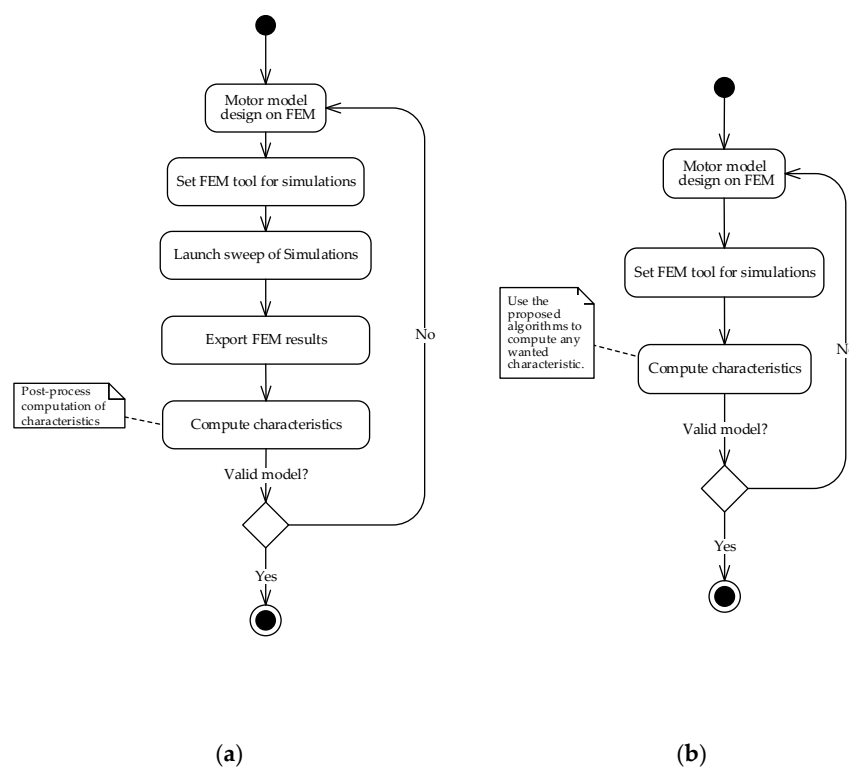 Motor model
design on FEM
Set FEM tool for simulations
Launch sweep of Simulations
Export FEM results
No
Post-process
computation of
characteristics
Compute characteristics
Valid model?
Yes
(a)
Motor model
design on FEM
Set FEM tool for simulations
Use the
proposed
algorithms to
compute any
wanted
characteristic.
Compute characteristics
Valid model?
Yes
(b)